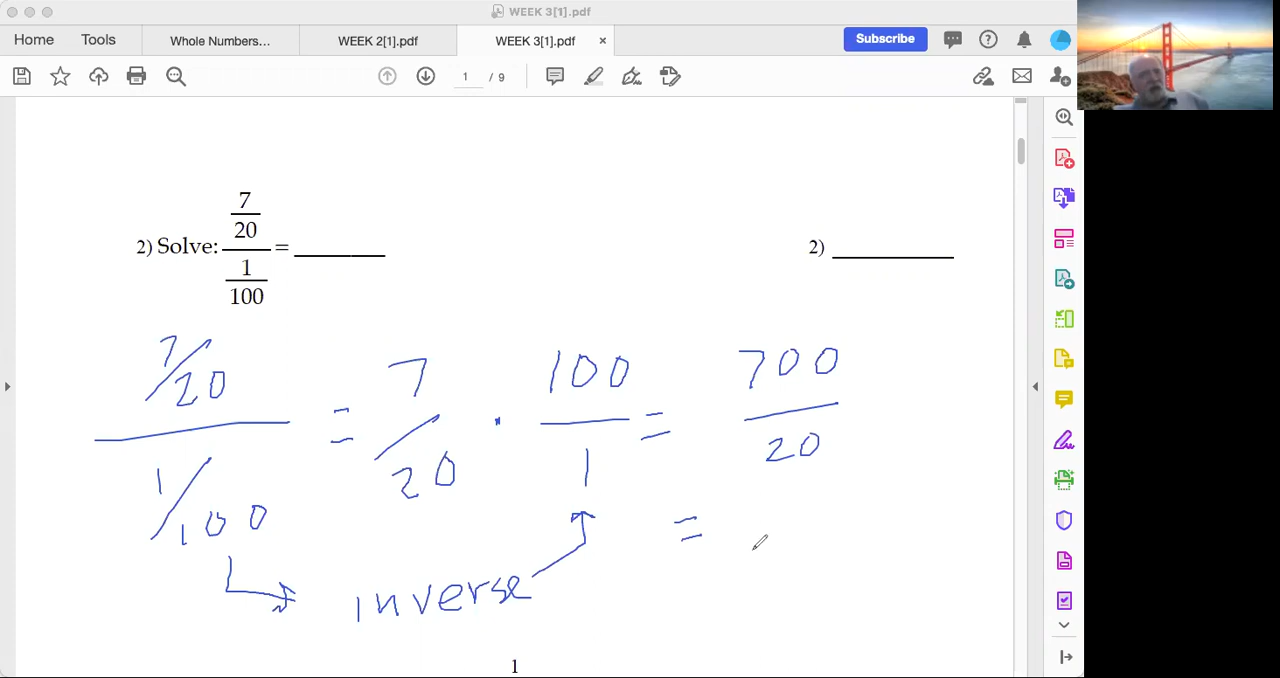 WEEK 3[1].pdf
Home Tools Whole Numbers... WEEK 2[1].pdf WEEK 3[1].pdf × Subscribe
1 / 9
2) Solve: 7/20 / 1/100 = ________ 2) ____________
7/20 / 1/100 = 7/20 · 100/1 = 700/20
=
inverse
1